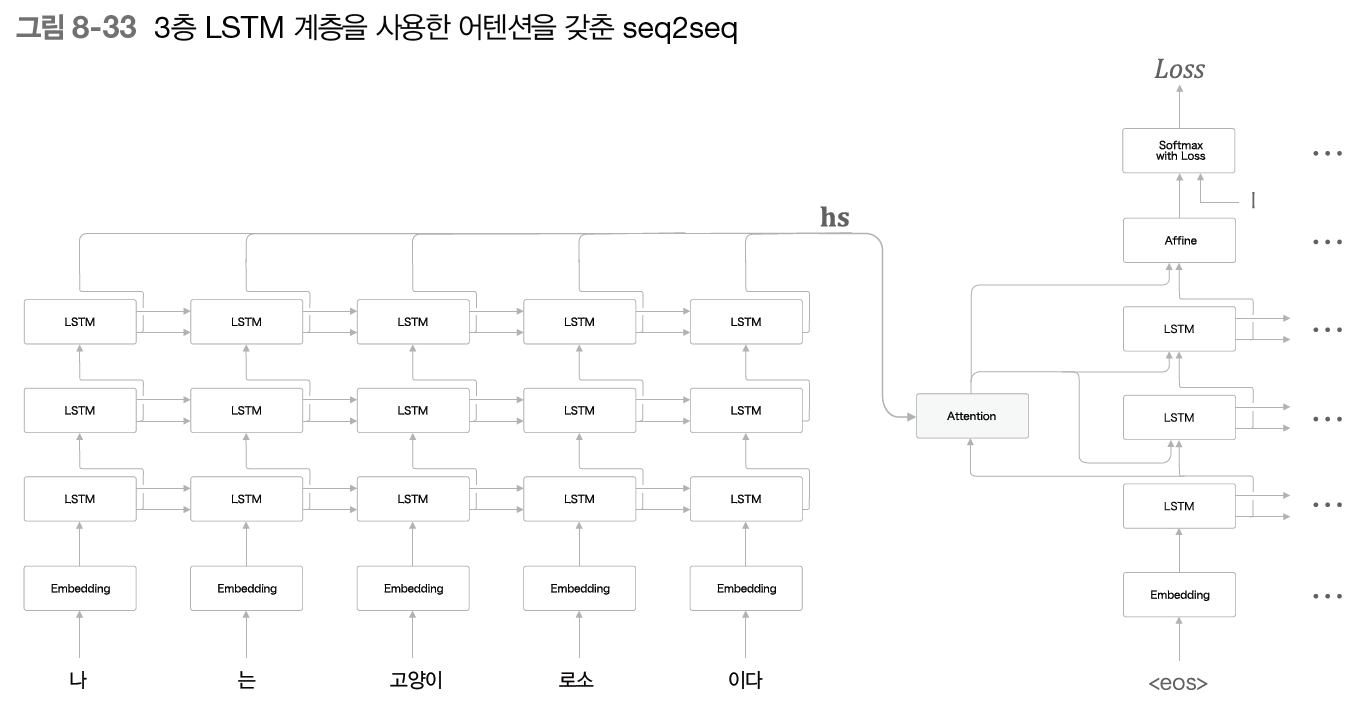 그림 8-33 3층 LSTM 계층을 사용한 어텐션을 갖춘 seq2seq
Loss
Softmax
with Loss
I
hs
Affine
LSTM LSTM LSTM LSTM LSTM
LSTM
LSTM LSTM LSTM LSTM LSTM
Attention
LSTM
LSTM LSTM LSTM LSTM LSTM
LSTM
Embedding Embedding Embedding Embedding Embedding
Embedding
나 는 고양이 로소 이다
<eos>